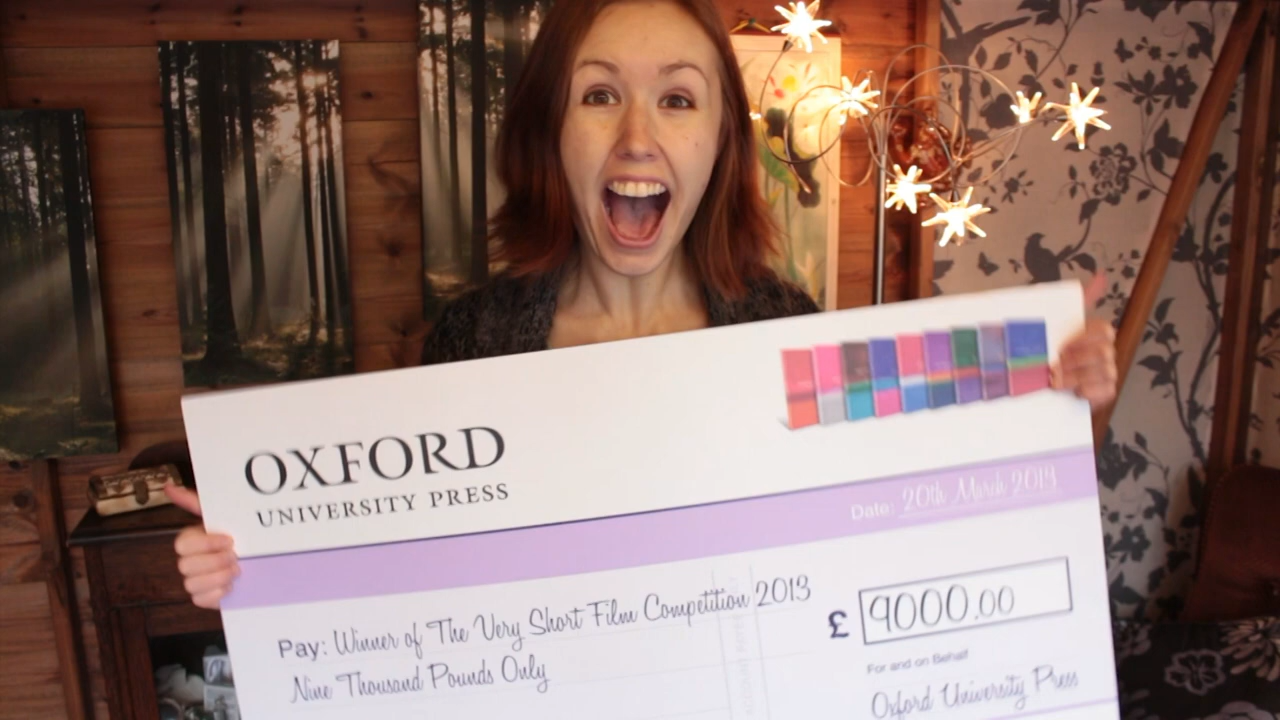 OXFORD
UNIVERSITY PRESS
Date: 20th March 2013
Pay: Winner of The Very Short Film Competition 2013
Nine Thousand Pounds Only
£ 9000.00
For and on Behalf
Oxford University Press